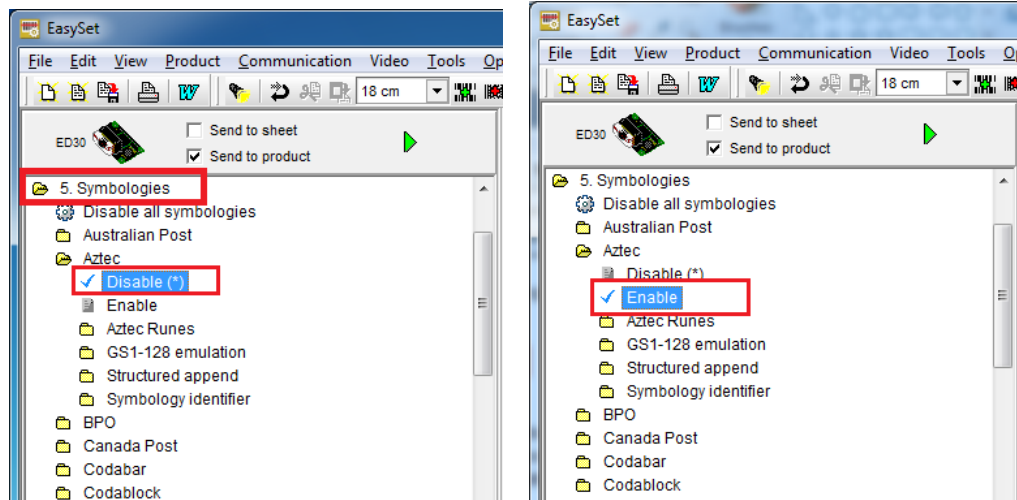 EasySet
File Edit View Product Communication Video Tools Op
18 cm
ED30
Send to sheet
Send to product
5. Symbologies
Disable all symbologies
Australian Post
Aztec
Disable (*)
Enable
Aztec Runes
GS1-128 emulation
Structured append
Symbology identifier
BPO
Canada Post
Codabar
Codablock
EasySet
File Edit View Product Communication Video Tools O
18 cm
ED30
Send to sheet
Send to product
5. Symbologies
Disable all symbologies
Australian Post
Aztec
Disable (*)
Enable
Aztec Runes
GS1-128 emulation
Structured append
Symbology identifier
BPO
Canada Post
Codabar
Codablock